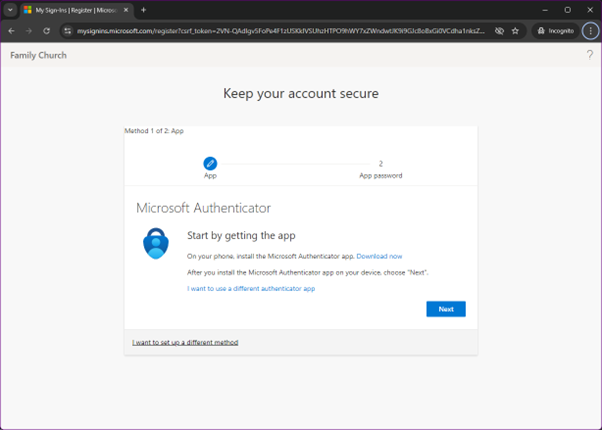 My Sign-Ins | Register | Microso
mysignins.microsoft.com/register?csrf_token=
Incognito
Family Church
?
Keep your account secure
Method 1 of 2: App
2
App
App password
Microsoft Authenticator
Start by getting the app
On your phone, install the Microsoft Authenticator app. Download now
After you install the Microsoft Authenticator app on your device, choose "Next".
I want to use a different authenticator app
Next
I want to set up a different method